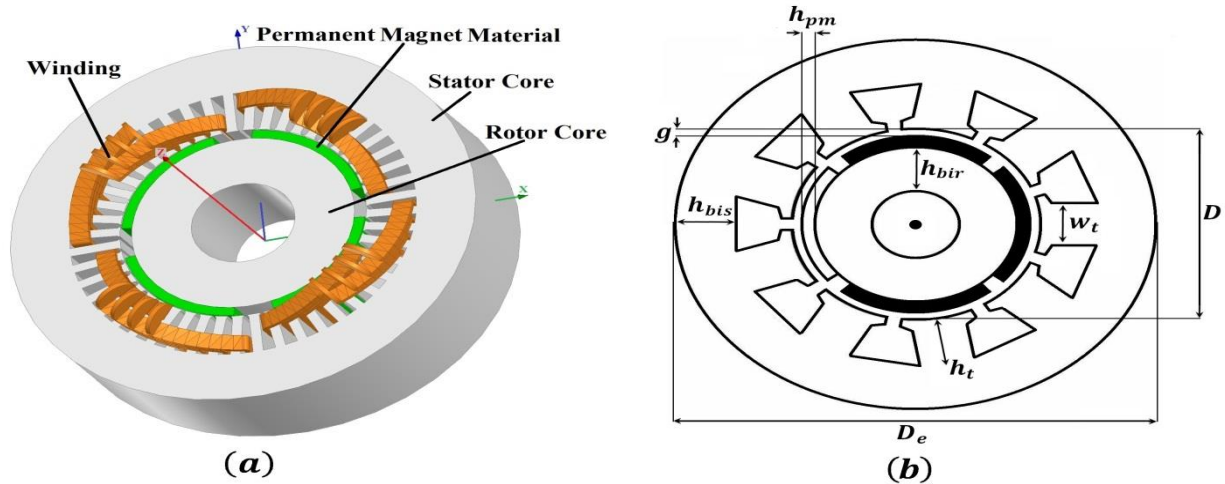 Permanent Magnet Material
Winding
Stator Core
Rotor Core
Y
Z
X
(a)
h_pm
g
h_bir
h_bis
w_t
D
h_t
D_e
(b)